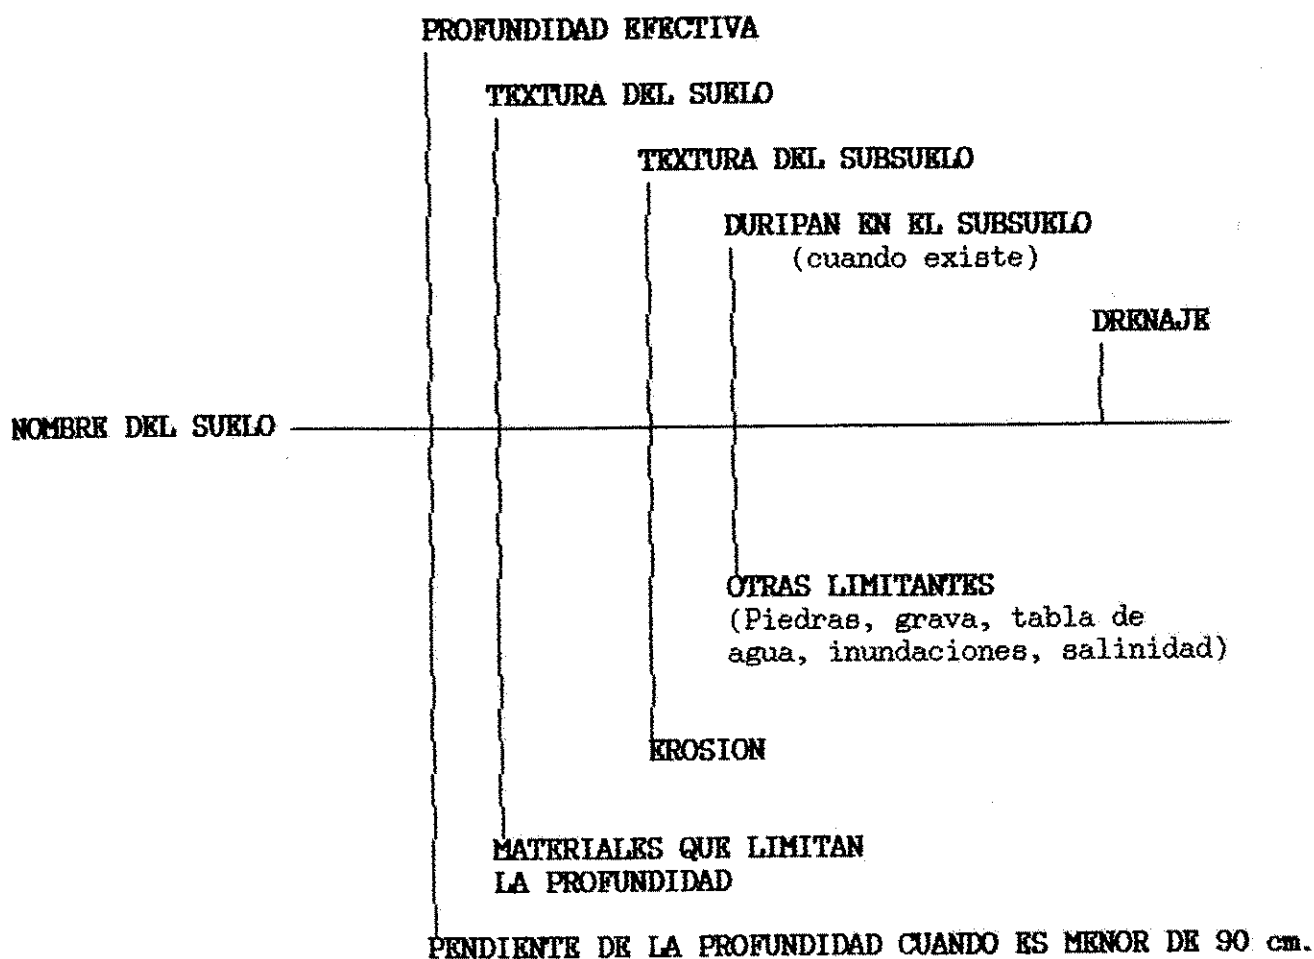 PROFUNDIDAD EFECTIVA
TEXTURA DEL SUELO
TEXTURA DEL SUBSUELO
DURIPAN EN EL SUBSUELO
(cuando existe)
DRENAJE
NOMBRE DEL SUELO
OTRAS LIMITANTES
(Piedras, grava, tabla de
agua, inundaciones, salinidad)
EROSION
MATERIALES QUE LIMITAN
LA PROFUNDIDAD
PENDIENTE DE LA PROFUNDIDAD CUANDO ES MENOR DE 90 cm.